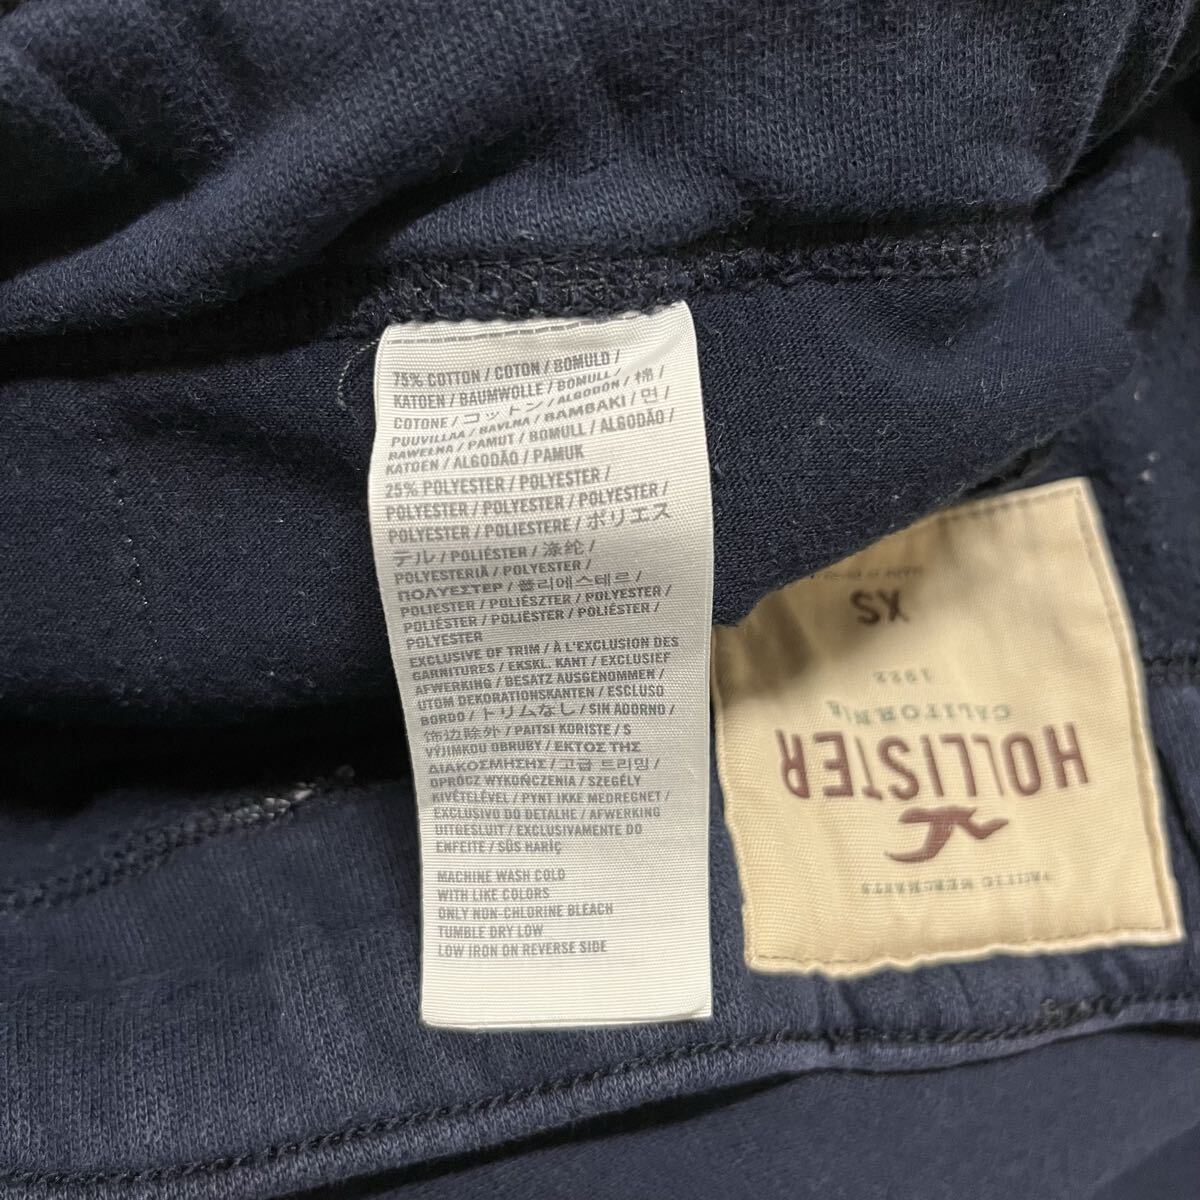 75% COTTON / COTON / BOMULD /
KATOEN / BAUMWOLLE / BOMULL /
COTONE / コットン / ALGODÓN / 棉 /
PUUVILLAA / BAVLNA / ΒΑΜΒΑΚΙ / 면 /
BAWEŁNA / PAMUT / BOMULL / ALGODÃO /
KATOEN / ALGODÃO / PAMUK
25% POLYESTER / POLYESTER /
POLYESTER / POLYESTER / POLYESTER /
POLYESTER / POLIESTERE / ポリエス
テル / POLIÉSTER / 涤纶 /
POLYESTERIÄ / POLYESTER /
ΠΟΛΥΕΣΤΕΡ / 폴리에스테르 /
POLIESTER / POLIÉSZTER / POLYESTER /
POLIÉSTER / POLIÉSTER / POLIÉSTER /
POLYESTER
EXCLUSIVE OF TRIM / À L'EXCLUSION DES
GARNITURES / EKSKL. KANT / EXCLUSIEF
AFWERKING / BESATZ AUSGENOMMEN /
UTOM DEKORATIONSKANTEN / ESCLUSO
BORDO / トリムなし / SIN ADORNO /
饰边除外 / PAITSI KORISTE / S
VÝJIMKOU OBRUBY / ΕΚΤΟΣ ΤΗΣ
ΔΙΑΚΟΣΜΗΣΗΣ / 고급 트리밍 /
OPRÓCZ WYKOŃCZENIA / SZEGÉLY
KIVÉTELÉVEL / PYNT IKKE MEDREGNET /
EXCLUSIVO DO DETALHE / AFWERKING
UITGESLUIT / EXCLUSIVAMENTE DO
ENFEITE / SÜS HARİÇ
MACHINE WASH COLD
WITH LIKE COLORS
ONLY NON-CHLORINE BLEACH
TUMBLE DRY LOW
LOW IRON ON REVERSE SIDE
PACIFIC MERCHANTS
HOLLISTER
CALIFORNIA
1922
XS